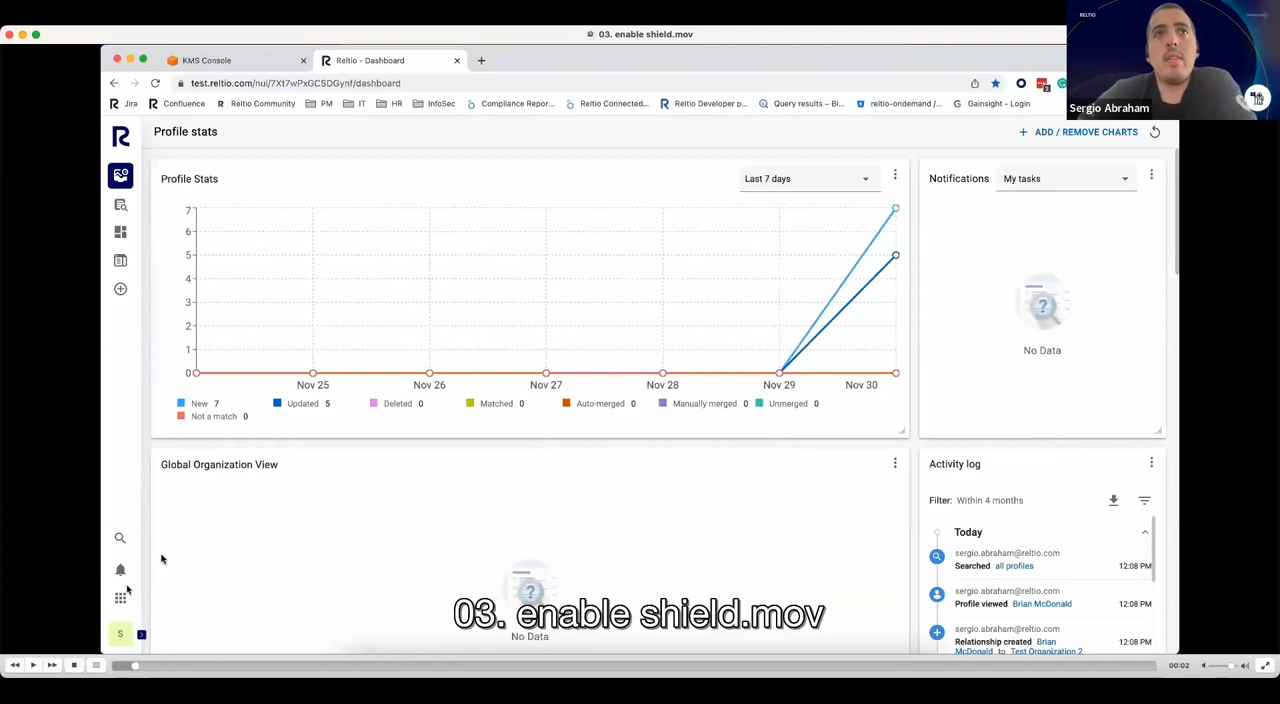 03. enable shield.mov
RELTIO
KMS Console
Reltio - Dashboard
test.reltio.com/nui/7Xt7wPxGCSDGynf/dashboard
Jira Confluence Reltio Community PM IT HR InfoSec Compliance Repor... Reltio Connected... Reltio Developer p... Query results – Bi... reltio-ondemand /... Gainsight - Login
Sergio Abraham
Profile stats
ADD / REMOVE CHARTS
Profile Stats
Last 7 days
7
6
5
4
3
2
1
0
Nov 25 Nov 26 Nov 27 Nov 28 Nov 29 Nov 30
New 7 Updated 5 Deleted 0 Matched 0 Auto-merged 0 Manually merged 0 Unmerged 0
Not a match 0
Notifications My tasks
No Data
Global Organization View
No Data
Activity log
Filter: Within 4 months
Today
sergio.abraham@reltio.com
Searched all profiles 12:08 PM
sergio.abraham@reltio.com
Profile viewed Brian McDonald 12:08 PM
sergio.abraham@reltio.com
Relationship created Brian 12:08 PM
McDonald to Test Organization 2
S
03. enable shield.mov
00:02